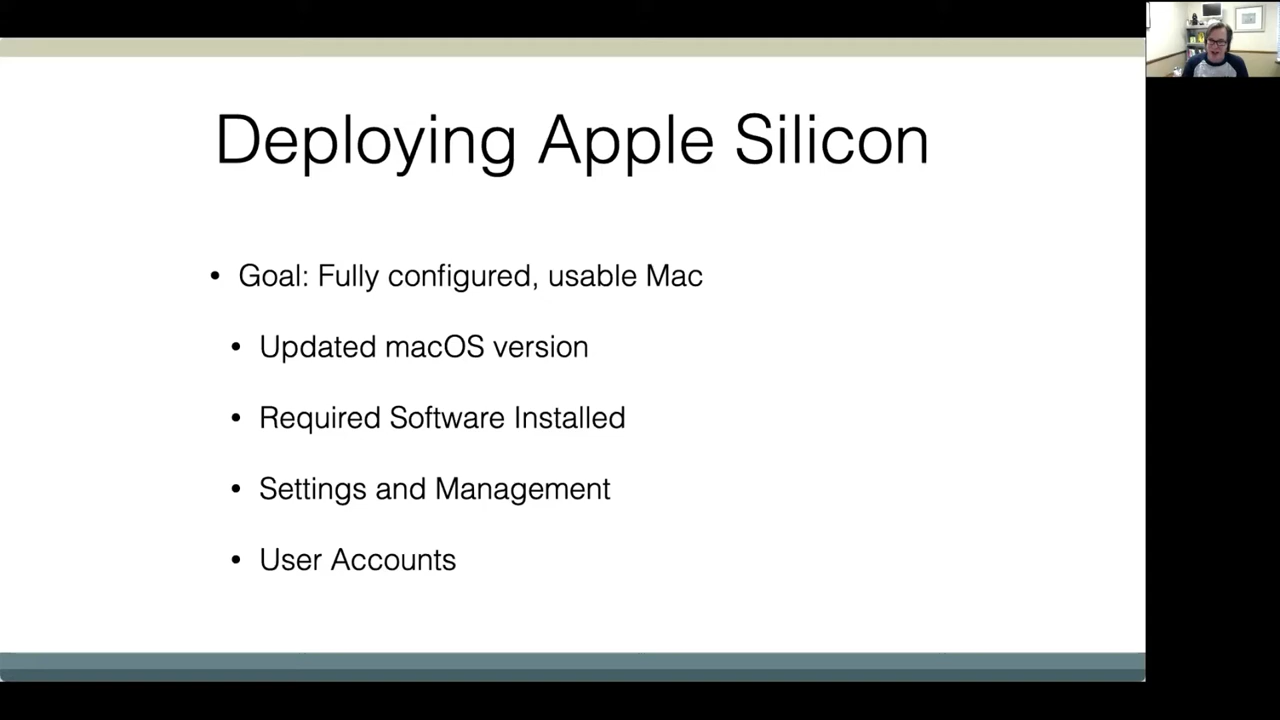 Deploying Apple Silicon
• Goal: Fully configured, usable Mac
• Updated macOS version
• Required Software Installed
• Settings and Management
• User Accounts